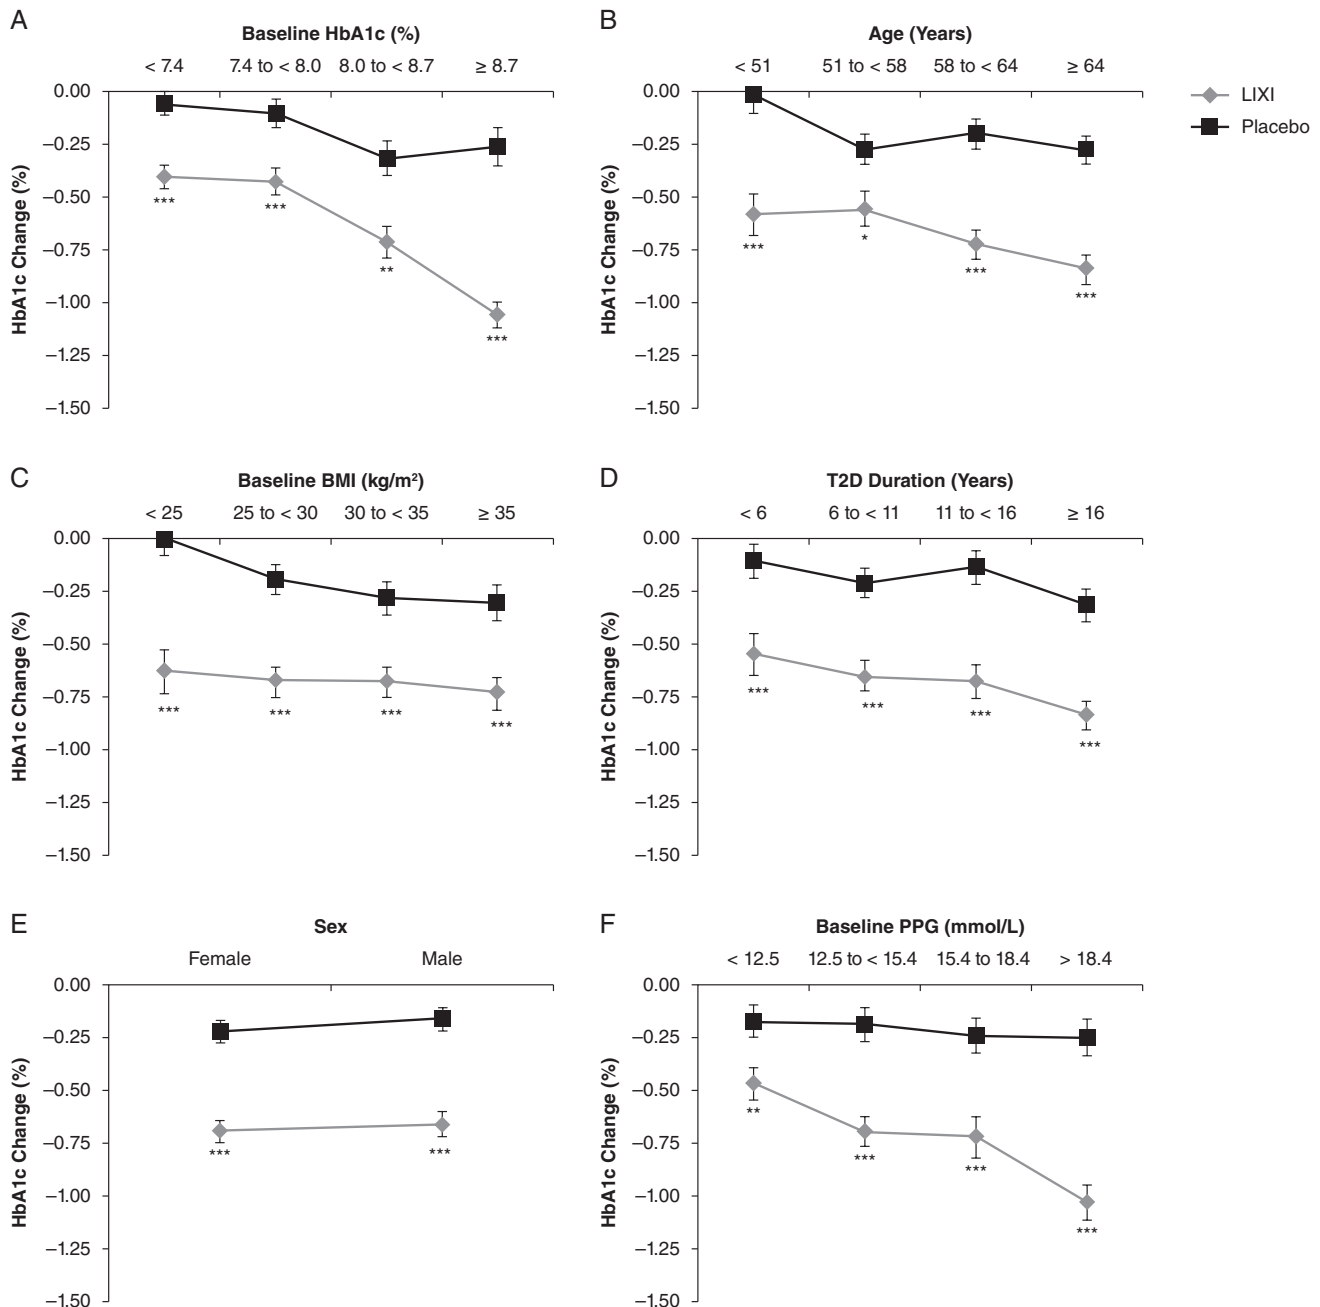 A
Baseline HbA1c (%)
< 7.4 7.4 to < 8.0 8.0 to < 8.7 ≥ 8.7
0.00
–0.25
–0.50
–0.75
–1.00
–1.25
–1.50
HbA1c Change (%)
*** *** ** ***
B
Age (Years)
< 51 51 to < 58 58 to < 64 ≥ 64
0.00
–0.25
–0.50
–0.75
–1.00
–1.25
–1.50
HbA1c Change (%)
*** * *** ***
LIXI
Placebo
C
Baseline BMI (kg/m²)
< 25 25 to < 30 30 to < 35 ≥ 35
0.00
–0.25
–0.50
–0.75
–1.00
–1.25
–1.50
HbA1c Change (%)
*** *** *** ***
D
T2D Duration (Years)
< 6 6 to < 11 11 to < 16 ≥ 16
0.00
–0.25
–0.50
–0.75
–1.00
–1.25
–1.50
HbA1c Change (%)
*** *** *** ***
E
Sex
Female Male
0.00
–0.25
–0.50
–0.75
–1.00
–1.25
–1.50
HbA1c Change (%)
*** ***
F
Baseline PPG (mmol/L)
< 12.5 12.5 to < 15.4 15.4 to 18.4 > 18.4
0.00
–0.25
–0.50
–0.75
–1.00
–1.25
–1.50
HbA1c Change (%)
** *** *** ***